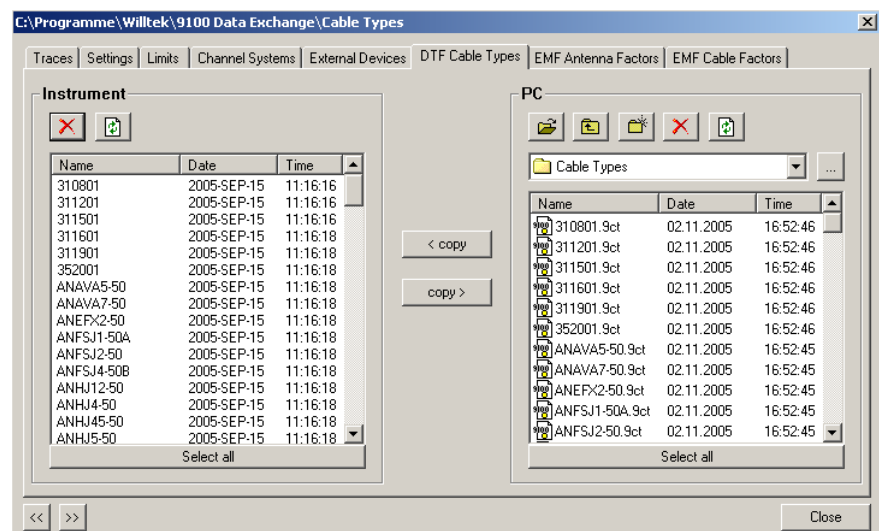 C:\Programme\Willtek\9100 Data Exchange\Cable Types
Traces Settings Limits Channel Systems External Devices DTF Cable Types EMF Antenna Factors EMF Cable Factors
Instrument
Name Date Time
310801 2005-SEP-15 11:16:16
311201 2005-SEP-15 11:16:16
311501 2005-SEP-15 11:16:16
311601 2005-SEP-15 11:16:18
311901 2005-SEP-15 11:16:18
352001 2005-SEP-15 11:16:18
ANAVA5-50 2005-SEP-15 11:16:18
ANAVA7-50 2005-SEP-15 11:16:18
ANEFX2-50 2005-SEP-15 11:16:18
ANFSJ1-50A 2005-SEP-15 11:16:18
ANFSJ2-50 2005-SEP-15 11:16:18
ANFSJ4-50B 2005-SEP-15 11:16:18
ANHJ12-50 2005-SEP-15 11:16:18
ANHJ4-50 2005-SEP-15 11:16:18
ANHJ45-50 2005-SEP-15 11:16:18
ANHJ5-50 2005-SEP-15 11:16:18
Select all
< copy
copy >
PC
Cable Types
...
Name Date Time
310801.9ct 02.11.2005 16:52:46
311201.9ct 02.11.2005 16:52:46
311501.9ct 02.11.2005 16:52:46
311601.9ct 02.11.2005 16:52:46
311901.9ct 02.11.2005 16:52:46
352001.9ct 02.11.2005 16:52:46
ANAVA5-50.9ct 02.11.2005 16:52:45
ANAVA7-50.9ct 02.11.2005 16:52:45
ANEFX2-50.9ct 02.11.2005 16:52:45
ANFSJ1-50A.9ct 02.11.2005 16:52:45
ANFSJ2-50.9ct 02.11.2005 16:52:45
Select all
<< >> Close